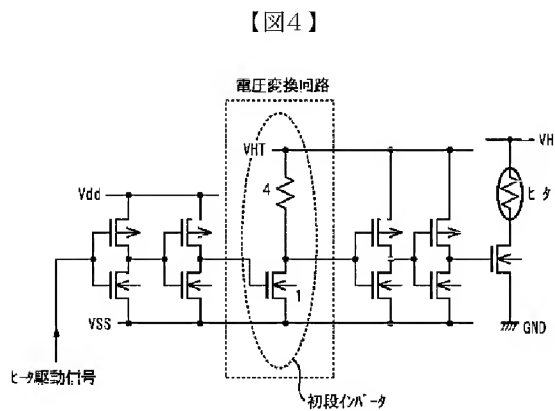 【図4】
電圧変換回路
VHT
VH
4
ヒータ
Vdd
1
VSS
GND
ヒータ駆動信号
初段インバータ